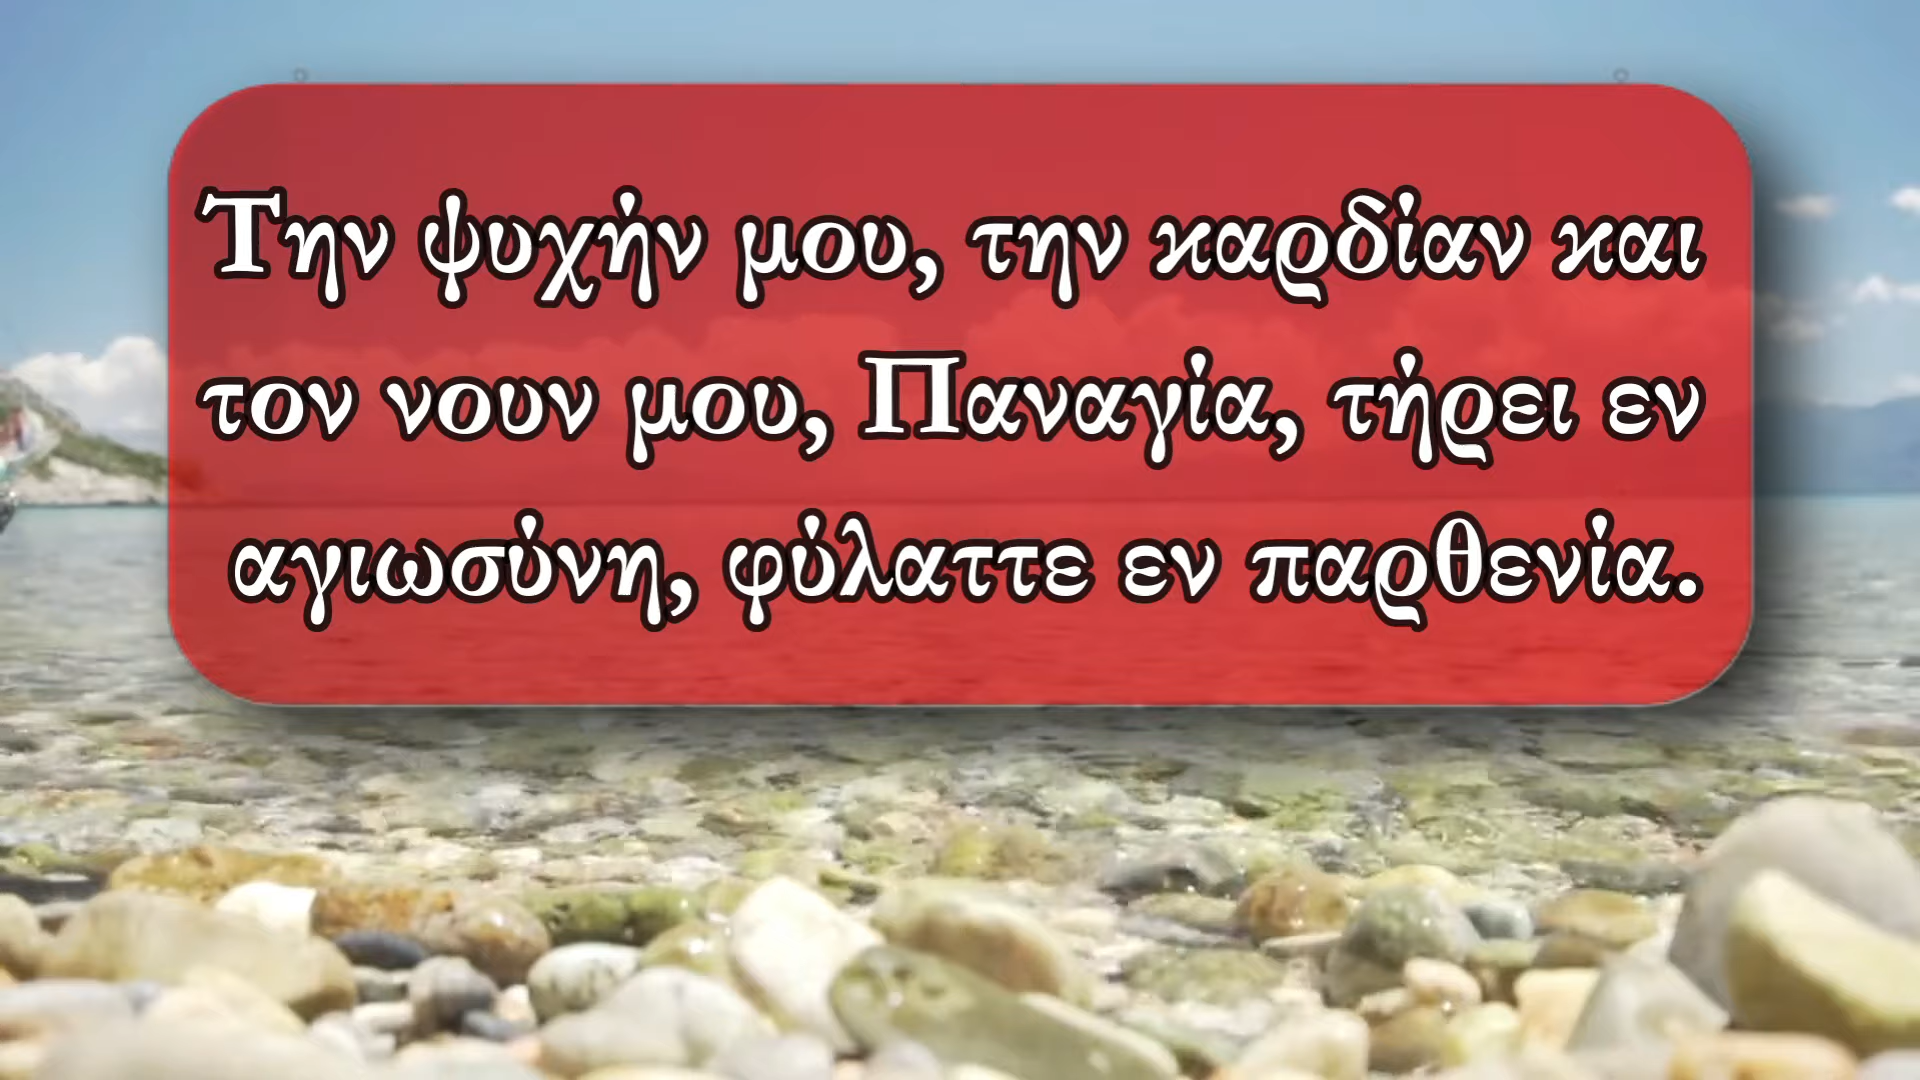 Την ψυχήν μου, την καρδίαν και
τον νουν μου, Παναγία, τήρει εν
αγιωσύνη, φύλαττε εν παρθενία.